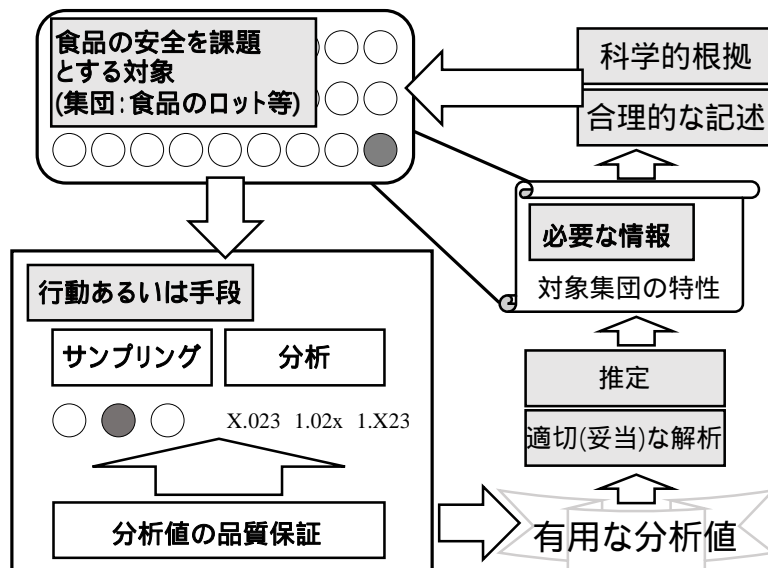 食品の安全を課題
とする対象
(集団:食品のロット等)
科学的根拠
合理的な記述
必要な情報
対象集団の特性
行動あるいは手段
サンプリング
分析
X.023 1.02x 1.X23
推定
適切(妥当)な解析
分析値の品質保証
有用な分析値